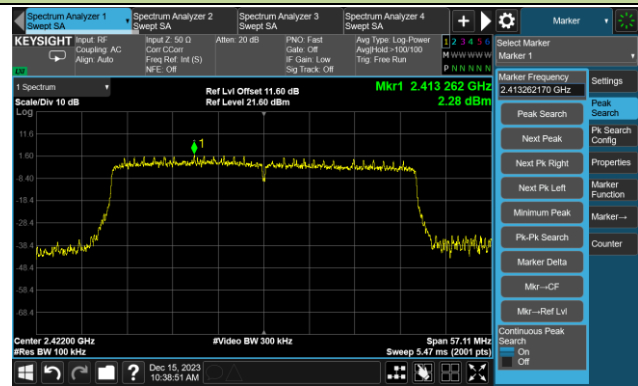 Spectrum Analyzer 1
Swept SA
Spectrum Analyzer 2
Swept SA
Spectrum Analyzer 3
Swept SA
Spectrum Analyzer 4
Swept SA
Marker
KEYSIGHT
Input: RF
Coupling: AC
Align: Auto
Input Z: 50 Ω
Corr CCorr
Freq Ref: Int (S)
NFE: Off
Atten: 20 dB
PNO: Fast
Gate: Off
IF Gain: Low
Sig Track: Off
Avg Type: Log-Power
Avg|Hold:>100/100
Trig: Free Run
1 2 3 4 5 6
M W W W W W
P N N N N N
Select Marker
Marker 1
1 Spectrum
Scale/Div 10 dB
Log
Ref Lvl Offset 11.60 dB
Ref Level 21.60 dBm
Mkr1 2.413 262 GHz
2.28 dBm
11.6
1.60
-8.40
-18.4
-28.4
-38.4
-48.4
-58.4
-68.4
1
Center 2.42200 GHz
#Res BW 100 kHz
#Video BW 300 kHz
Span 57.11 MHz
Sweep 5.47 ms (2001 pts)
Marker Frequency
2.413262170 GHz
Peak Search
Next Peak
Next Pk Right
Next Pk Left
Minimum Peak
Pk-Pk Search
Marker Delta
Mkr→CF
Mkr→Ref Lvl
Continuous Peak
Search
On
Off
Settings
Peak
Search
Pk Search
Config
Properties
Marker
Function
Marker→
Counter
Dec 15, 2023
10:38:51 AM